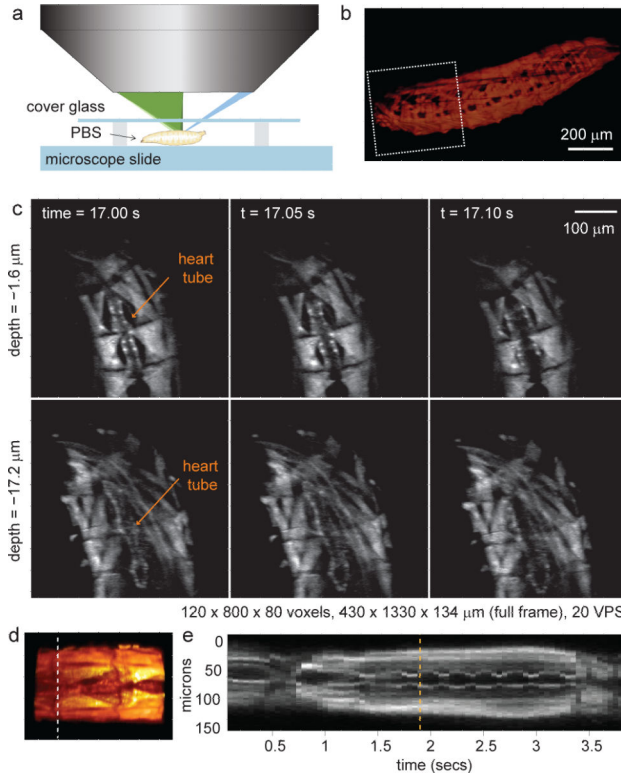 a
cover glass
PBS
microscope slide
b
200 μm
c
time = 17.00 s
t = 17.05 s
t = 17.10 s
100 μm
heart
tube
depth = −1.6 μm
heart
tube
depth = −17.2 μm
120 x 800 x 80 voxels, 430 x 1330 x 134 μm (full frame), 20 VPS
d
e
microns
0
50
100
150
0.5
1
1.5
2
2.5
3
3.5
time (secs)